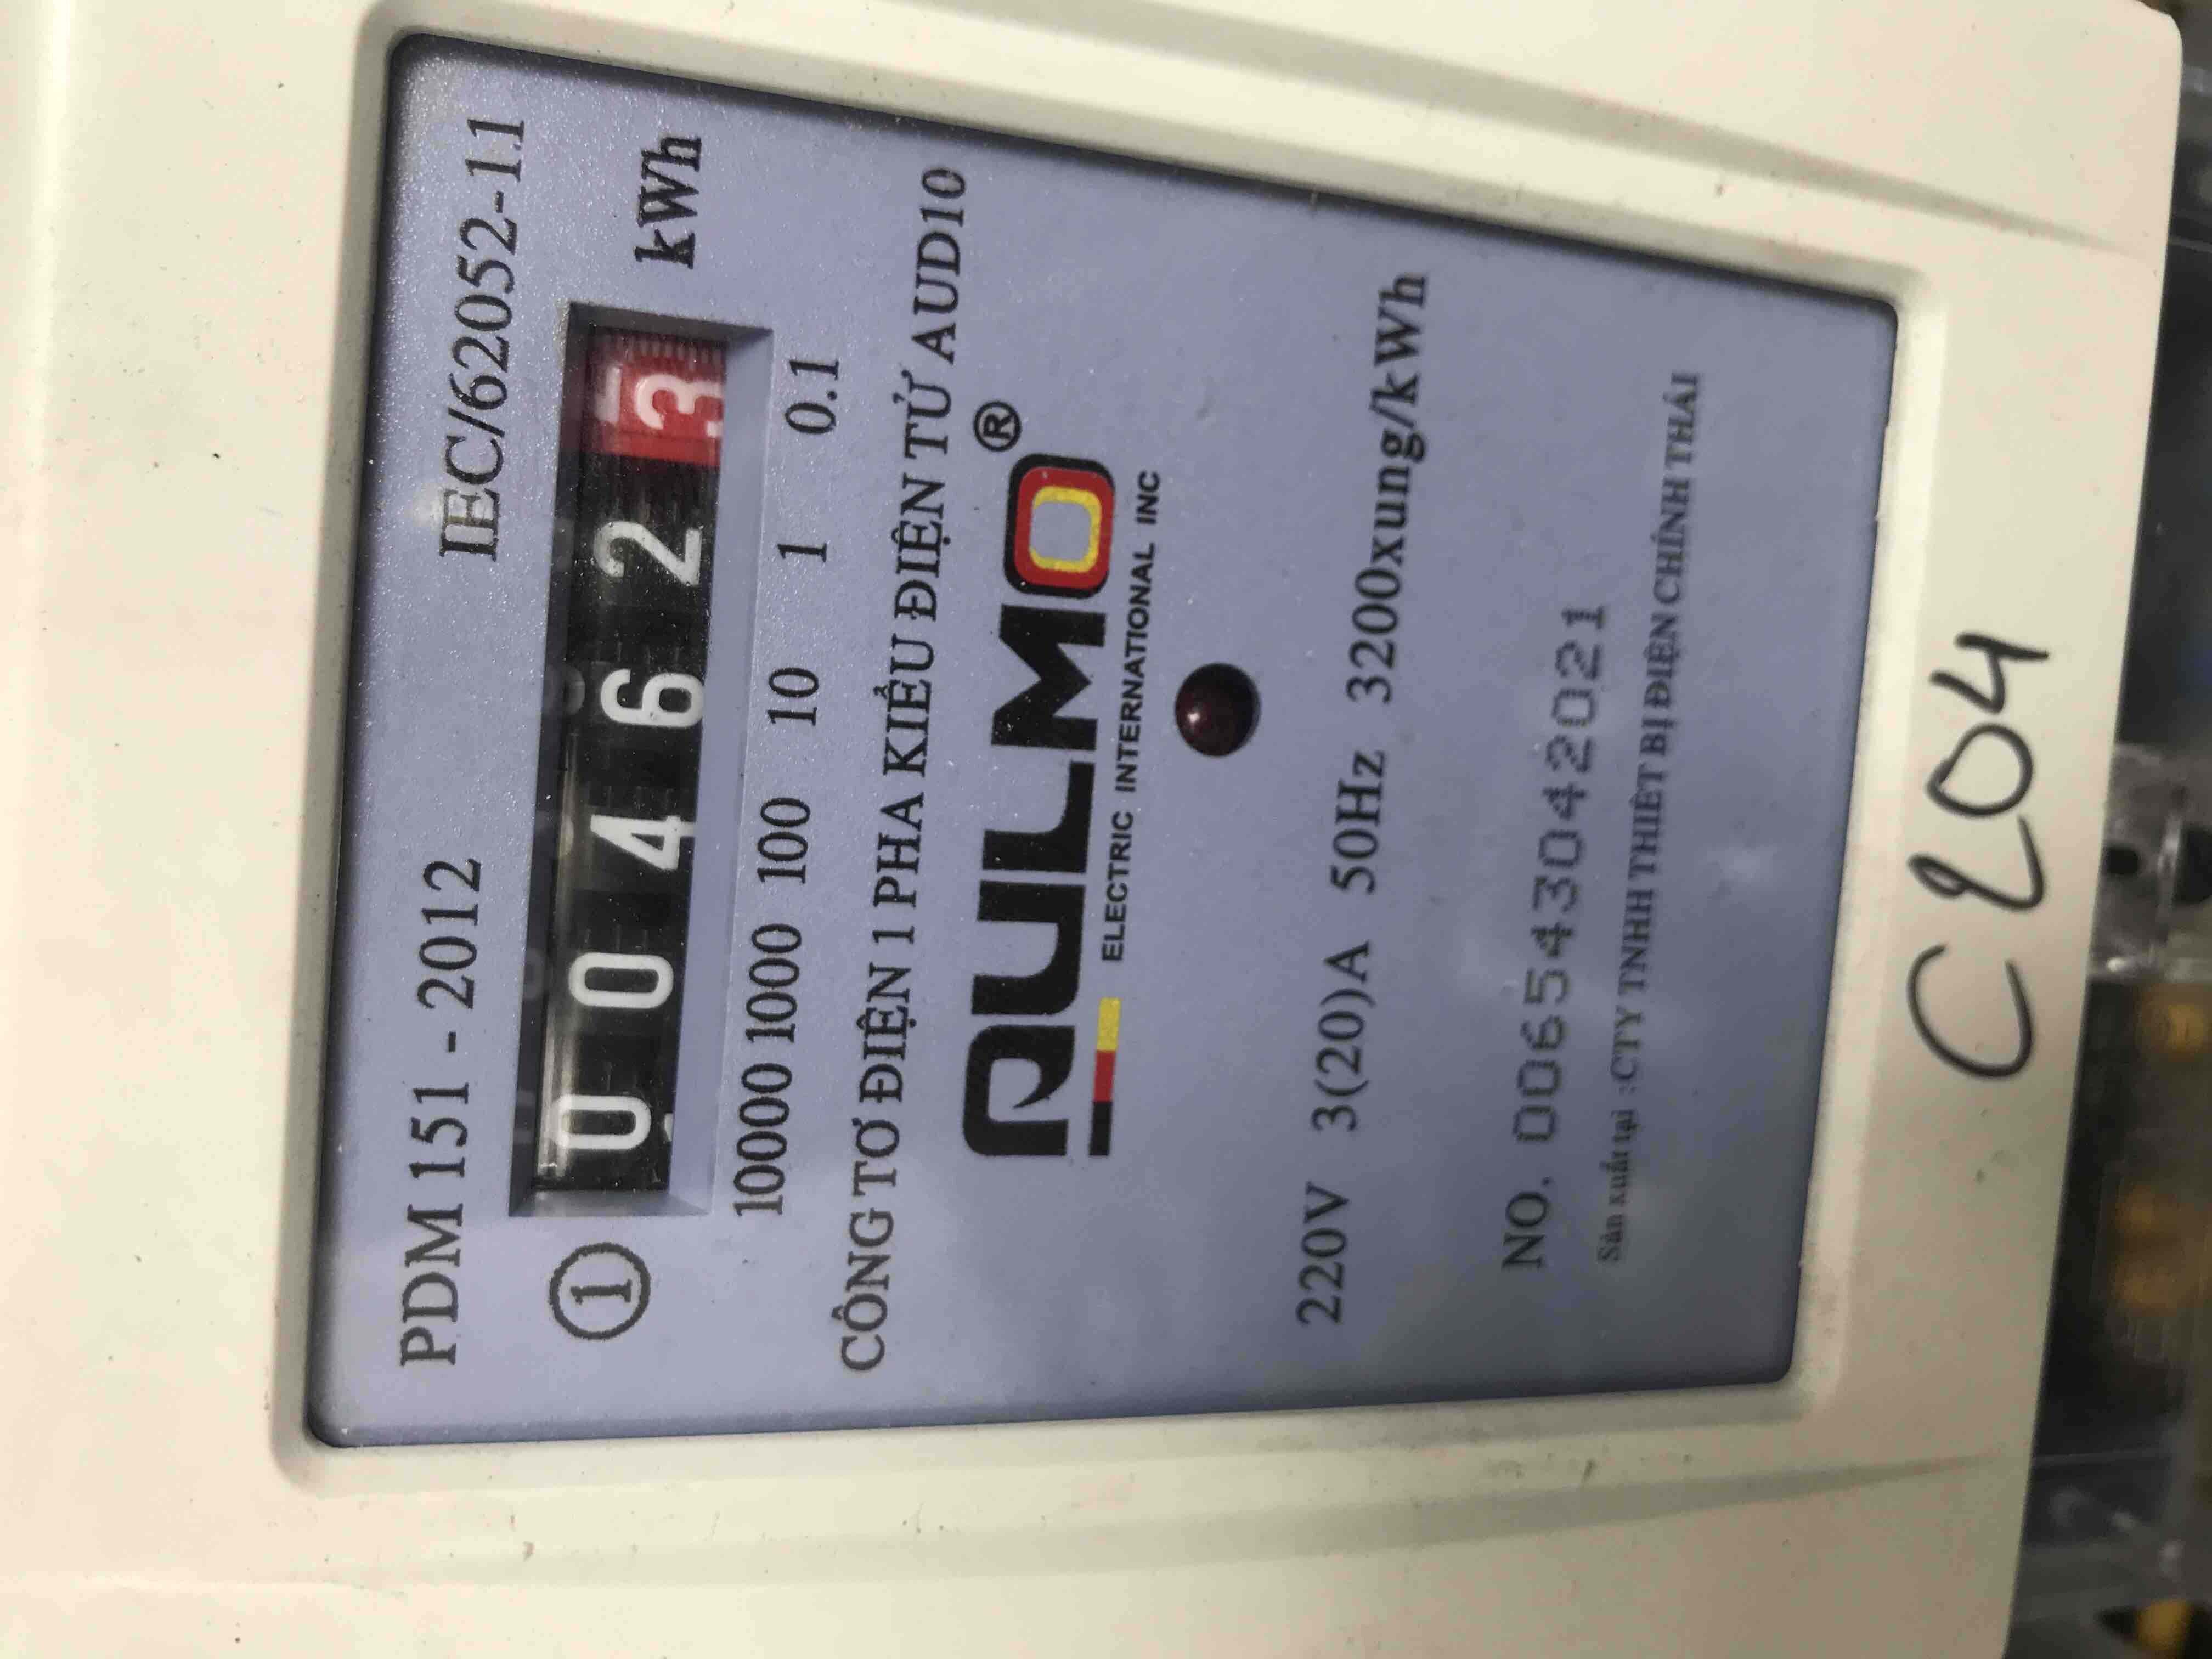 PDM 151 - 2012 IEC/62052-11
1 0 0 4 6 2 3 kWh
10000 1000 100 10 1 0.1
CÔNG TƠ ĐIỆN 1 PHA KIỂU ĐIỆN TỬ AUD10
AULMO®
ELECTRIC INTERNATIONAL INC
220V 3(20)A 50Hz 3200xung/kWh
NO. 006543042021
Sản xuất tại :CTY TNHH THIẾT BỊ ĐIỆN CHÍNH THÁI
C204